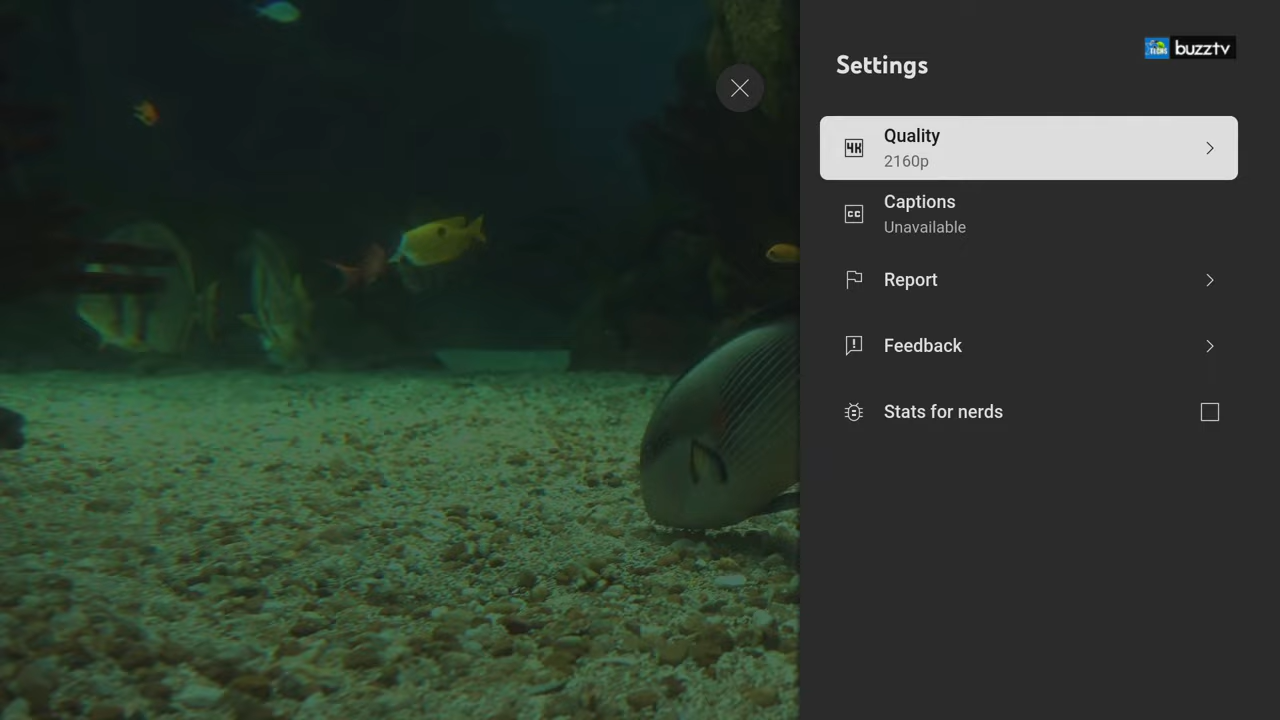 Settings
buzztv
4K
Quality
2160p
CC
Captions
Unavailable
Report
Feedback
Stats for nerds